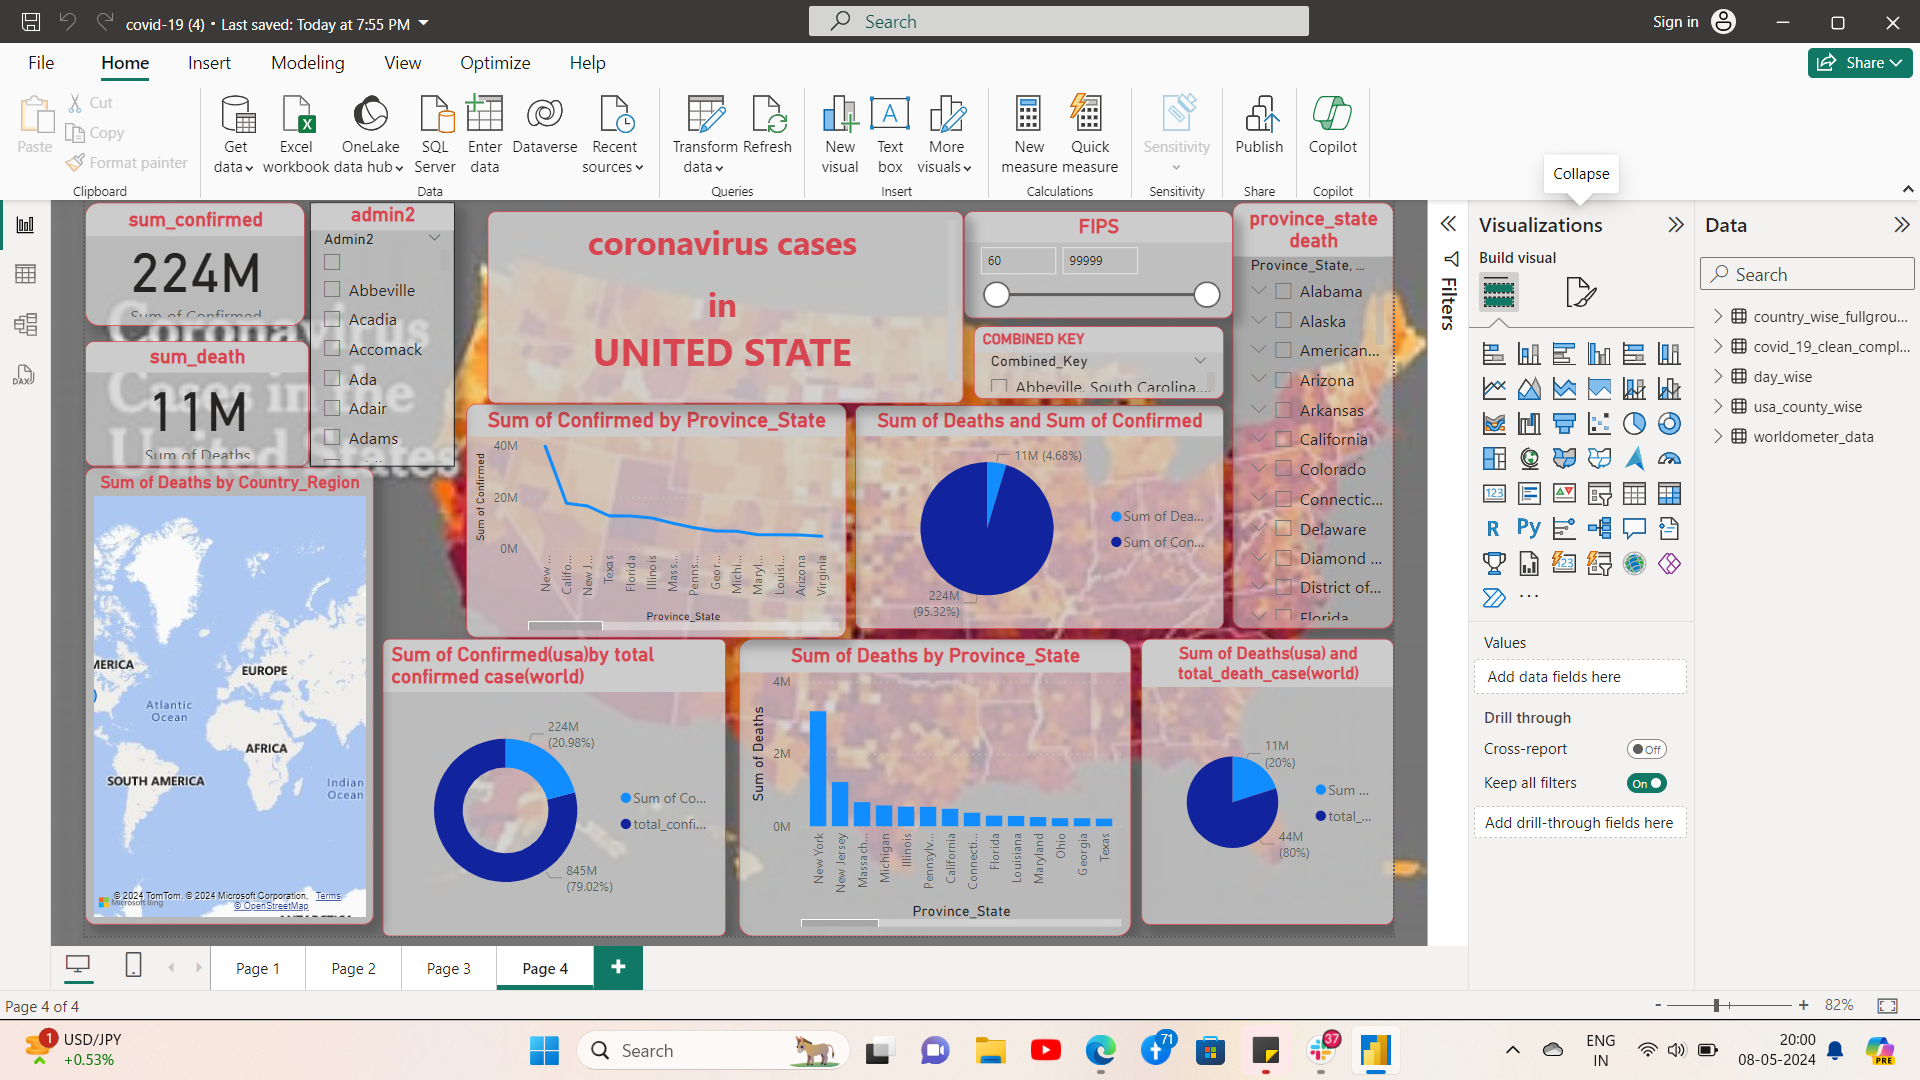 covid-19 (4) • Last saved: Today at 7:55 PM
Search
Sign in
File
Home
Insert
Modeling
View
Optimize
Help
Share
Paste
Cut
Copy
Format painter
Clipboard
Get data
Excel workbook
OneLake data hub
SQL Server
Enter data
Dataverse
Recent sources
Data
Transform data
Refresh
Queries
New visual
Text box
More visuals
Insert
New measure
Quick measure
Calculations
Sensitivity
Sensitivity
Publish
Share
Copilot
Copilot
Collapse
sum_confirmed
224M
Sum of Confirmed
sum_death
11M
Sum of Deaths
Coronavirus
Cases in the
United States
admin2
Admin2
Abbeville
Acadia
Accomack
Ada
Adair
Adams
coronavirus cases
in
UNITED STATE
FIPS
60
99999
COMBINED KEY
Combined_Key
Abbeville, South Carolina,...
province_state
death
Province_State, ...
Alabama
Alaska
American...
Arizona
Arkansas
California
Colorado
Connectic...
Delaware
Diamond ...
District of...
Florida
Sum of Deaths by Country_Region
MERICA
EUROPE
Atlantic
Ocean
AFRICA
SOUTH AMERICA
Indian
Ocean
© 2024 TomTom, © 2024 Microsoft Corporation, Terms
Microsoft Bing
© OpenStreetMap
ANTARCTICA
Sum of Confirmed by Province_State
Sum of Confirmed
40M
20M
0M
New ...
Califo...
New J...
Texas
Florida
Illinois
Mass...
Penns...
Geor...
Michi...
Maryl...
Louisi...
Arizona
Virginia
Province_State
Sum of Deaths and Sum of Confirmed
11M (4.68%)
224M
(95.32%)
Sum of Dea...
Sum of Con...
Sum of Confirmed(usa)by total
confirmed case(world)
224M
(20.98%)
845M
(79.02%)
Sum of Co...
total_confi...
Sum of Deaths by Province_State
Sum of Deaths
4M
2M
0M
New York
New Jersey
Massach...
Michigan
Illinois
Pennsylv...
California
Connecti...
Florida
Louisiana
Maryland
Ohio
Georgia
Texas
Province_State
Sum of Deaths(usa) and
total_death_case(world)
11M
(20%)
44M
(80%)
Sum ...
total_...
Filters
Visualizations
Build visual
123
R
Py
123
...
Values
Add data fields here
Drill through
Cross-report
Off
Keep all filters
On
Add drill-through fields here
Data
Search
country_wise_fullgrou...
covid_19_clean_compl...
day_wise
usa_county_wise
worldometer_data
DAX
Page 1
Page 2
Page 3
Page 4
+
Page 4 of 4
- + 82%
1
USD/JPY
+0.53%
Search
71
37
ENG
IN
20:00
08-05-2024
PRE